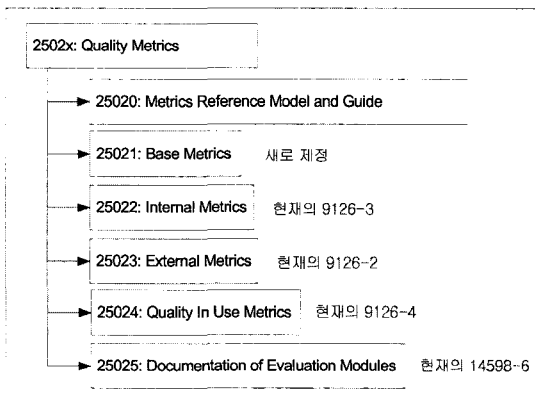 2502x: Quality Metrics
25020: Metrics Reference Model and Guide
25021: Base Metrics 새로 제정
25022: Internal Metrics 현재의 9126-3
25023: External Metrics 현재의 9126-2
25024: Quality In Use Metrics 현재의 9126-4
25025: Documentation of Evaluation Modules 현재의 14598-6